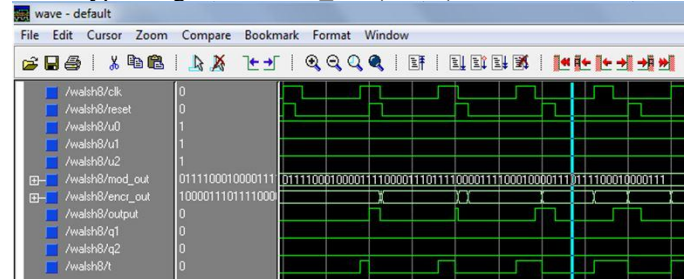 wave - default
File Edit Cursor Zoom Compare Bookmark Format Window
/walsh8/clk 0
/walsh8/reset 0
/walsh8/u0 1
/walsh8/u1 1
/walsh8/u2 1
/walsh8/mod_out 0111100010000111
/walsh8/encr_out 1000011101111000
/walsh8/output 0
/walsh8/q1 0
/walsh8/q2 0
/walsh8/t 0